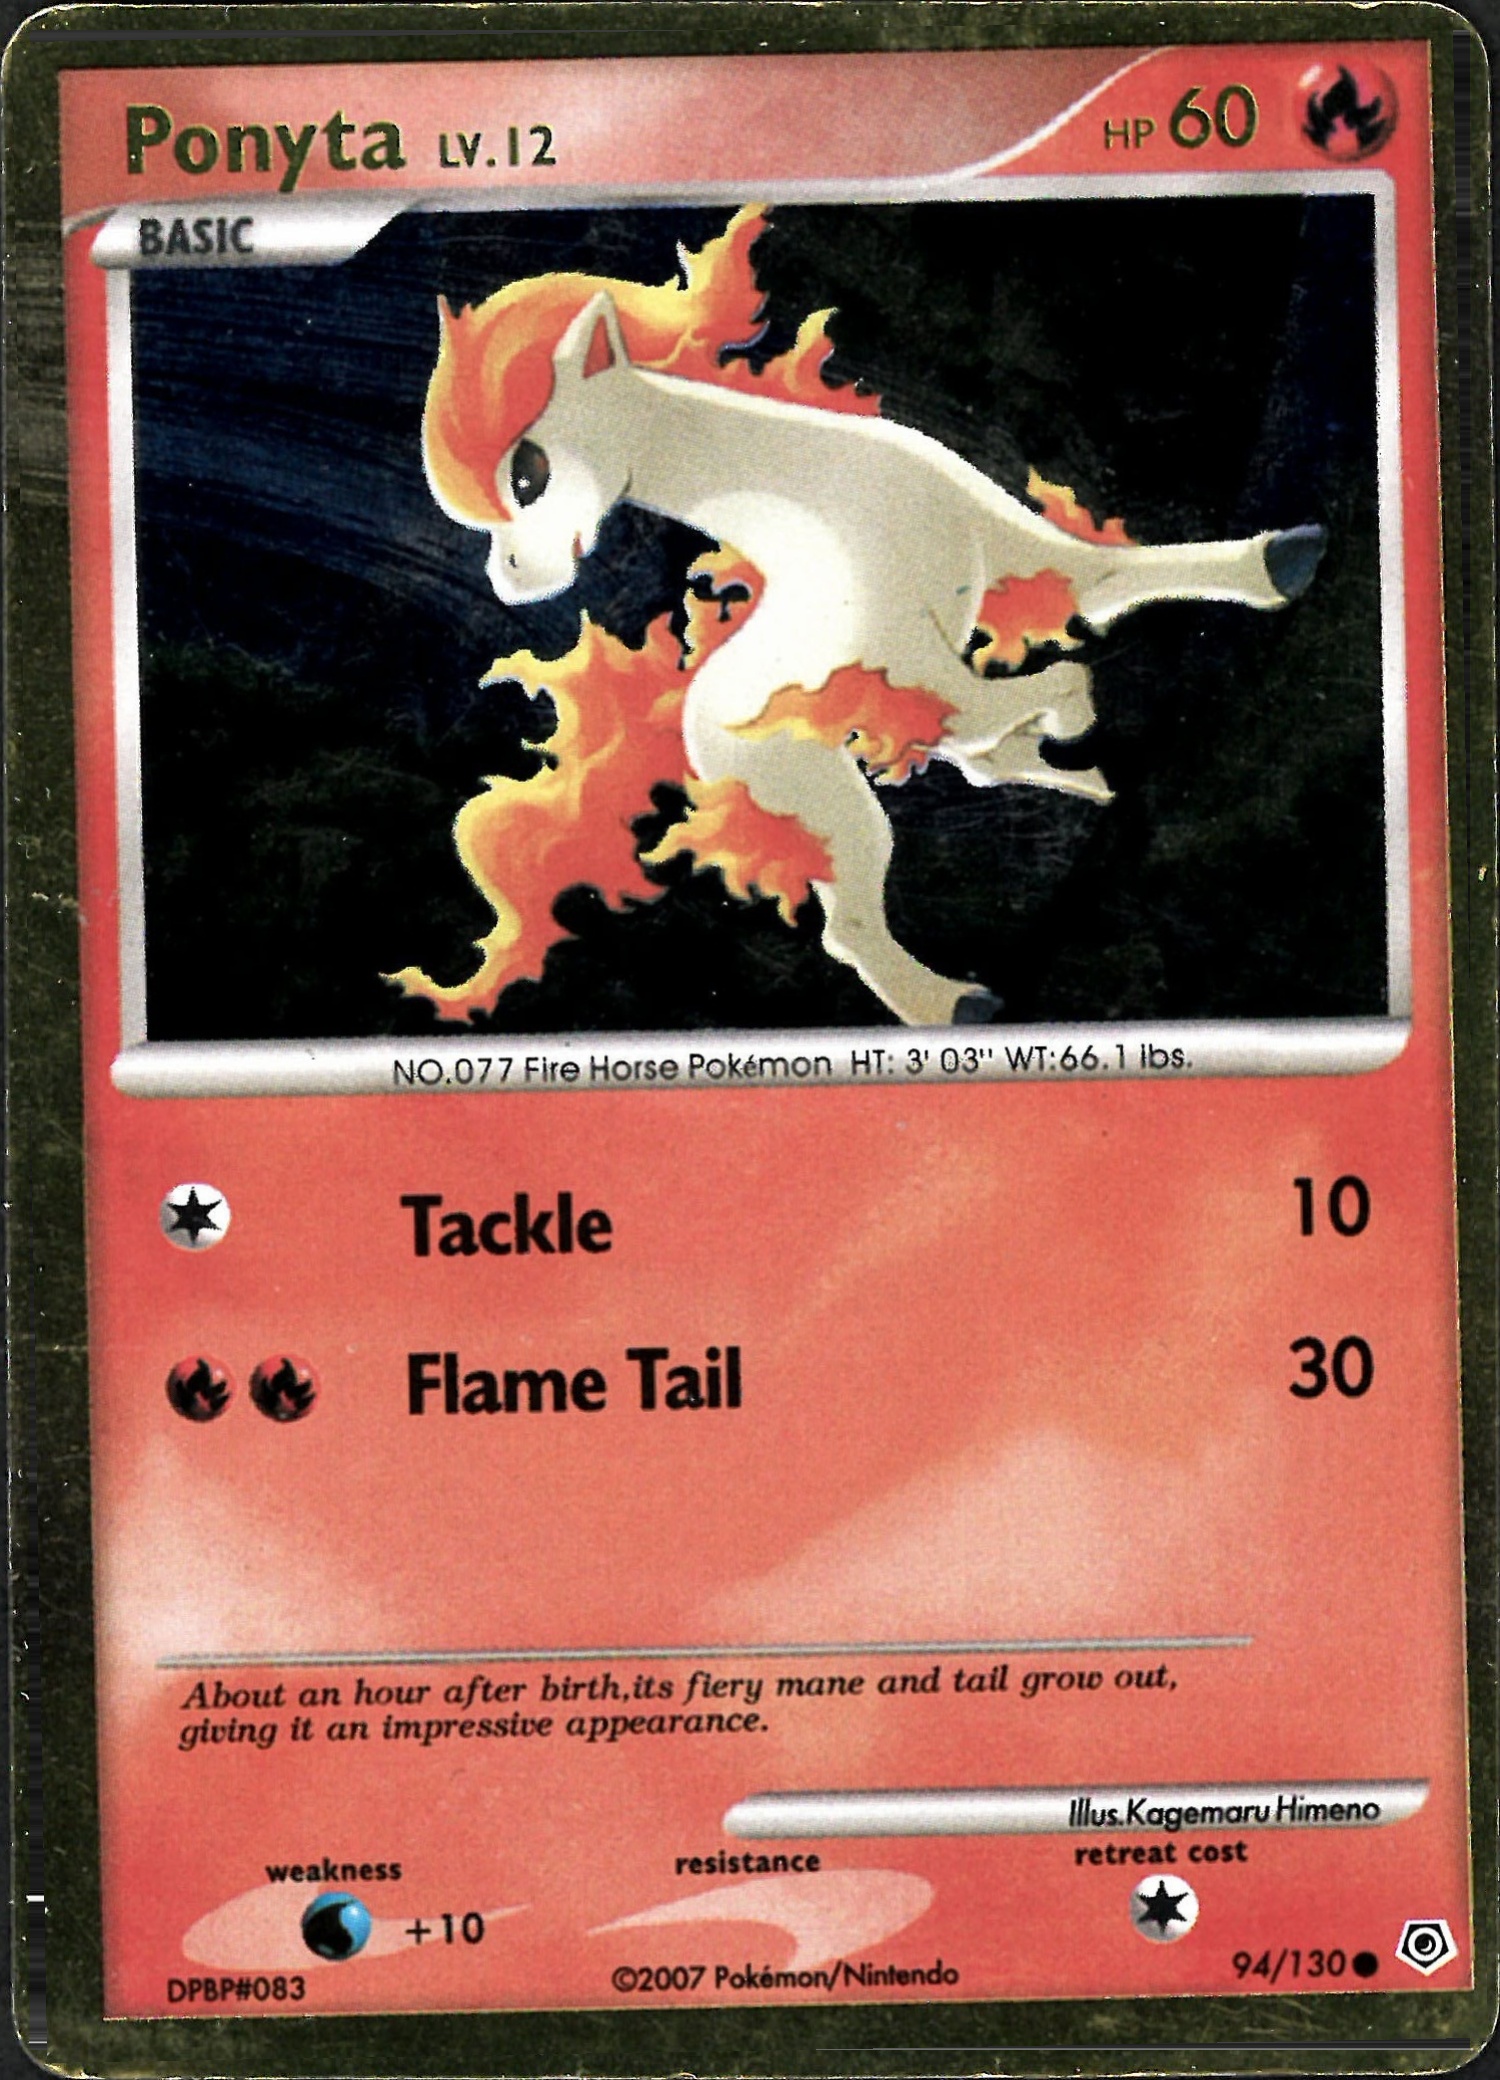 Ponyta LV.12 HP 60
BASIC
NO.077 Fire Horse Pokémon HT: 3' 03" WT:66.1 lbs.
Tackle 10
Flame Tail 30
About an hour after birth,its fiery mane and tail grow out,
giving it an impressive appearance.
Illus.Kagemaru Himeno
weakness resistance retreat cost
+10
DPBP#083 ©2007 Pokémon/Nintendo 94/130